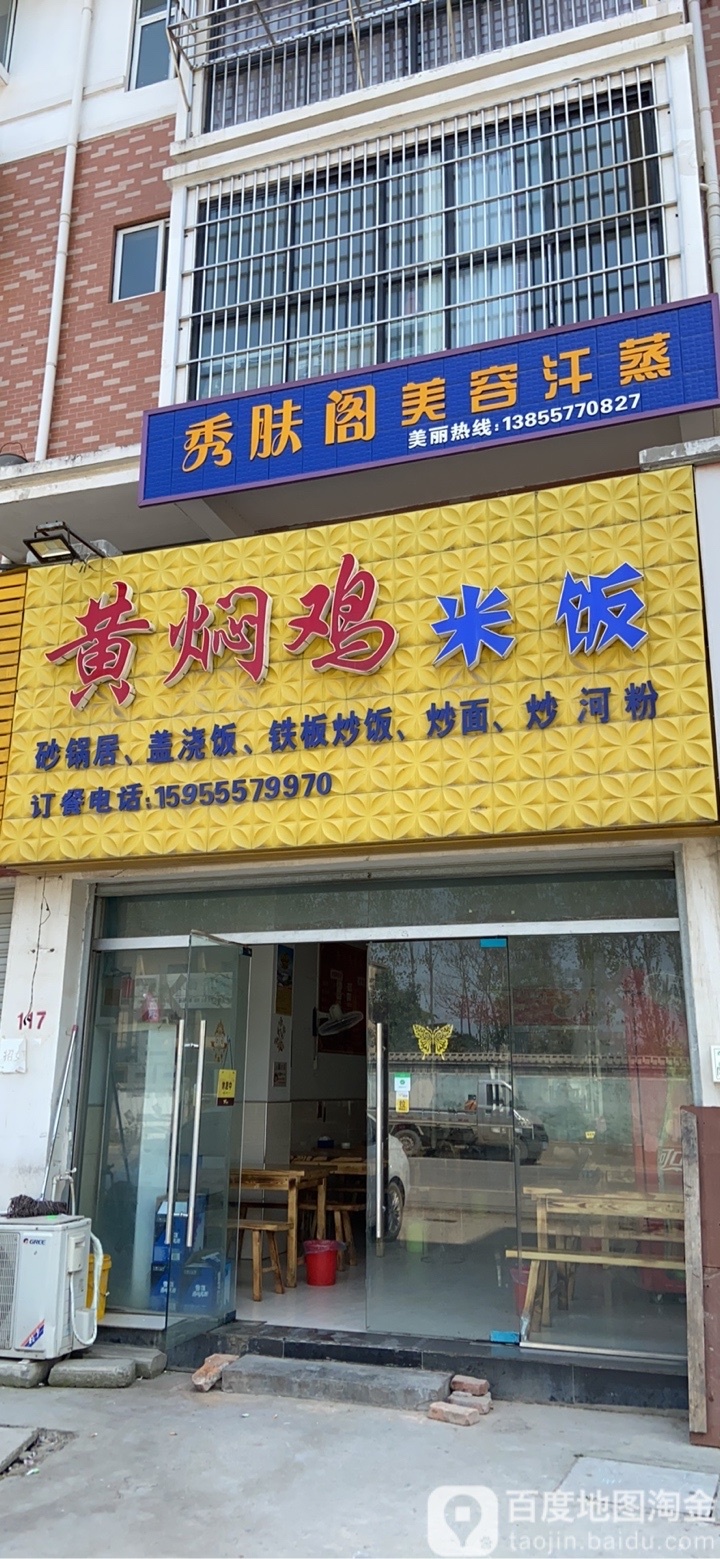 秀肤阁美容汗蒸
美丽热线:13855770827
黄焖鸡米饭
砂锅居、盖浇饭、铁板炒饭、炒面、炒河粉
订餐电话:15955579970
117
GREE
百度地图淘金
taojin.baidu.com